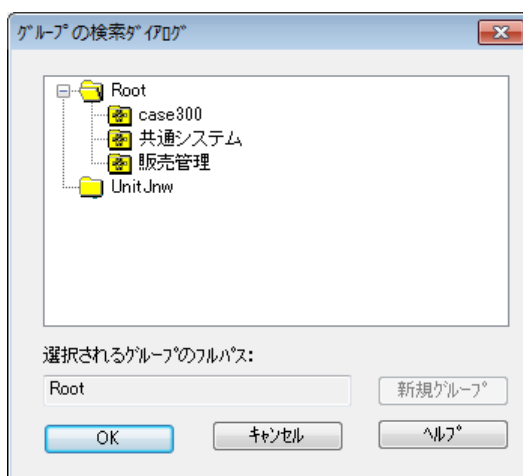 ｸﾞﾙｰﾌﾟの検索ﾀﾞｲｱﾛｸﾞ
Root
case300
共通システム
販売管理
UnitJnw
選択されるｸﾞﾙｰﾌﾟのﾌﾙﾊﾟｽ:
Root
新規ｸﾞﾙｰﾌﾟ
OK
ｷｬﾝｾﾙ
ﾍﾙﾌﾟ